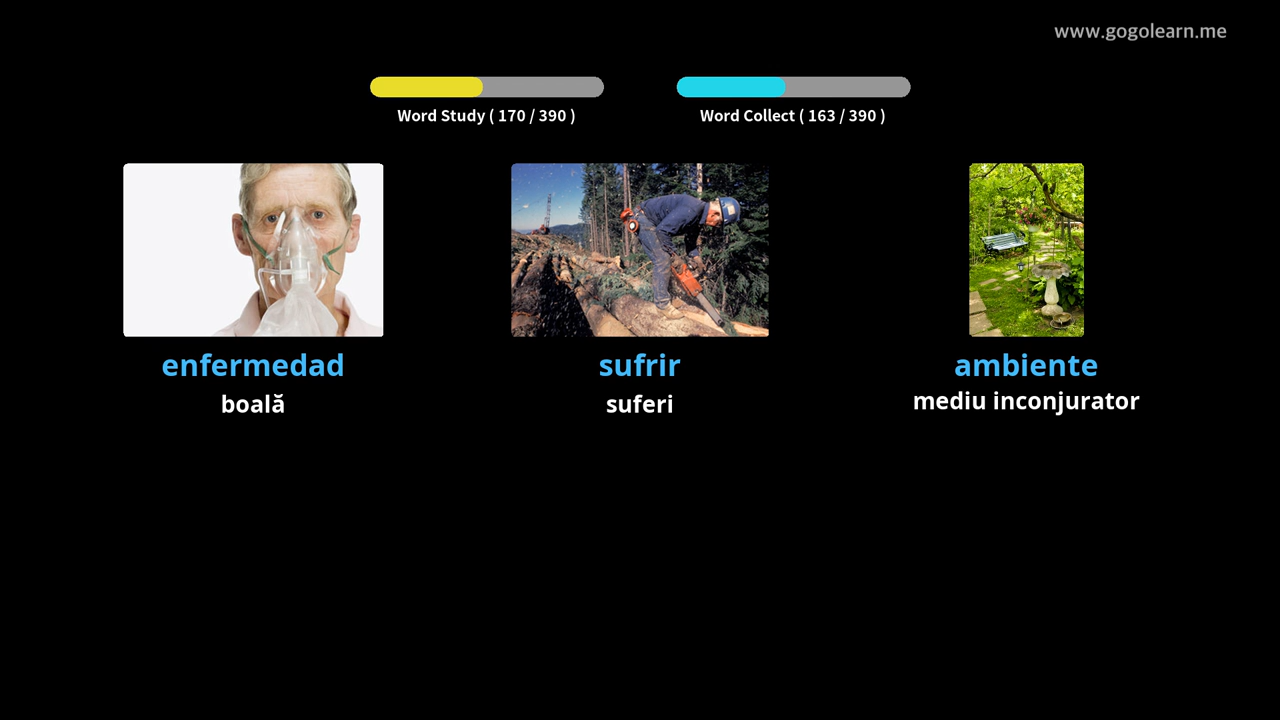 www.gogolearn.me
Word Study ( 170 / 390 )
Word Collect ( 163 / 390 )
enfermedad
sufrir
ambiente
boală
suferi
mediu inconjurator